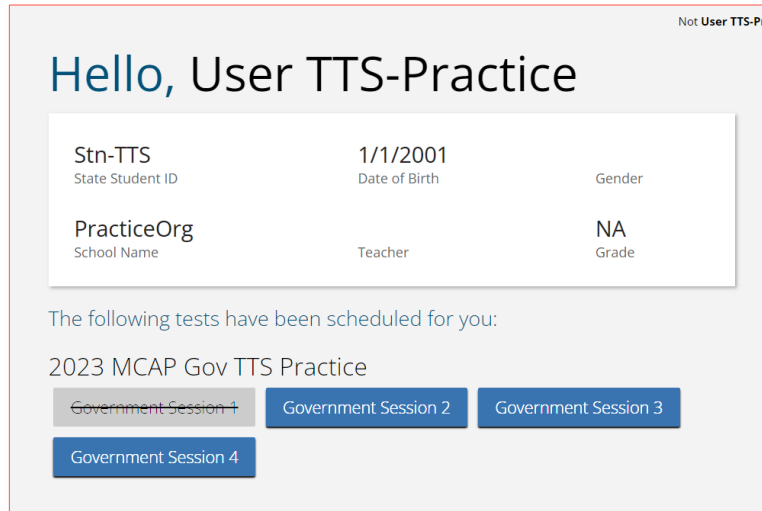 Not User TTS-P
Hello, User TTS-Practice
Stn-TTS 1/1/2001
State Student ID Date of Birth Gender
PracticeOrg NA
School Name Teacher Grade
The following tests have been scheduled for you:
2023 MCAP Gov TTS Practice
Government Session 1 Government Session 2 Government Session 3
Government Session 4